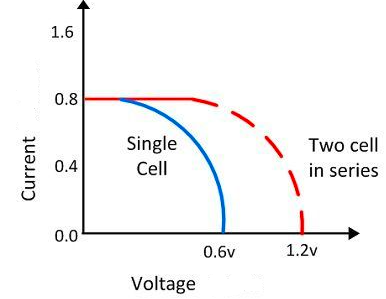 1.6
0.8
0.4
0.0
Current
Single
Cell
Two cell
in series
0.6v
1.2v
Voltage